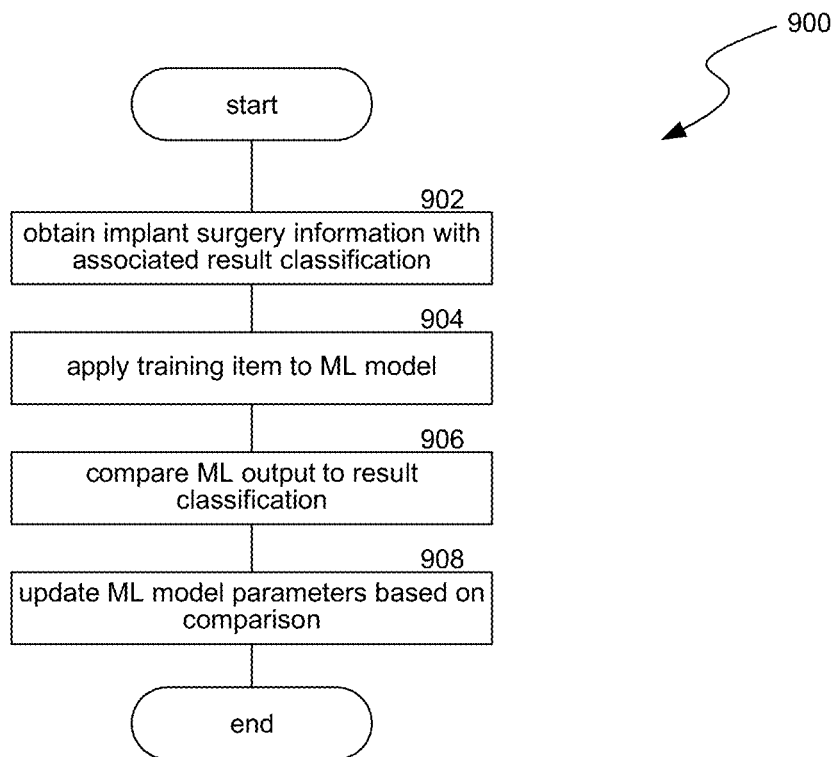 900
start
902
obtain implant surgery information with
associated result classification
904
apply training item to ML model
906
compare ML output to result
classification
908
update ML model parameters based on
comparison
end